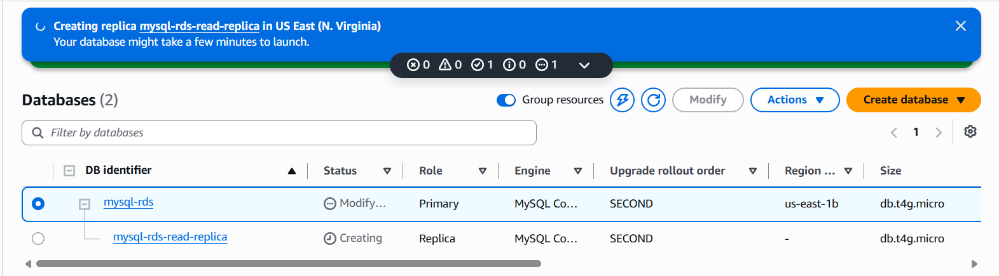 Creating replica mysql-rds-read-replica in US East (N. Virginia)
Your database might take a few minutes to launch.
0 0 1 0 1
Databases (2)
Group resources
Modify
Actions
Create database
Filter by databases
1
DB identifier Status Role Engine Upgrade rollout order Region ... Size
mysql-rds Modify... Primary MySQL Co... SECOND us-east-1b db.t4g.micro
mysql-rds-read-replica Creating Replica MySQL Co... SECOND - db.t4g.micro